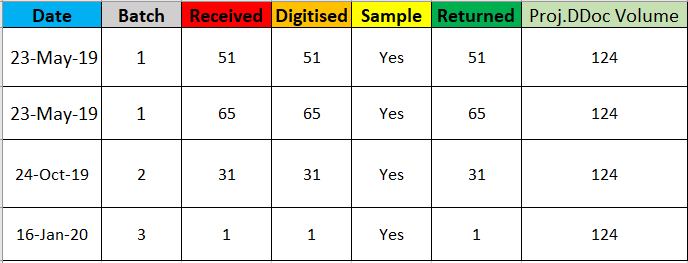 Date Batch Received Digitised Sample Returned Proj.DDoc Volume
23-May-19 1 51 51 Yes 51 124
23-May-19 1 65 65 Yes 65 124
24-Oct-19 2 31 31 Yes 31 124
16-Jan-20 3 1 1 Yes 1 124